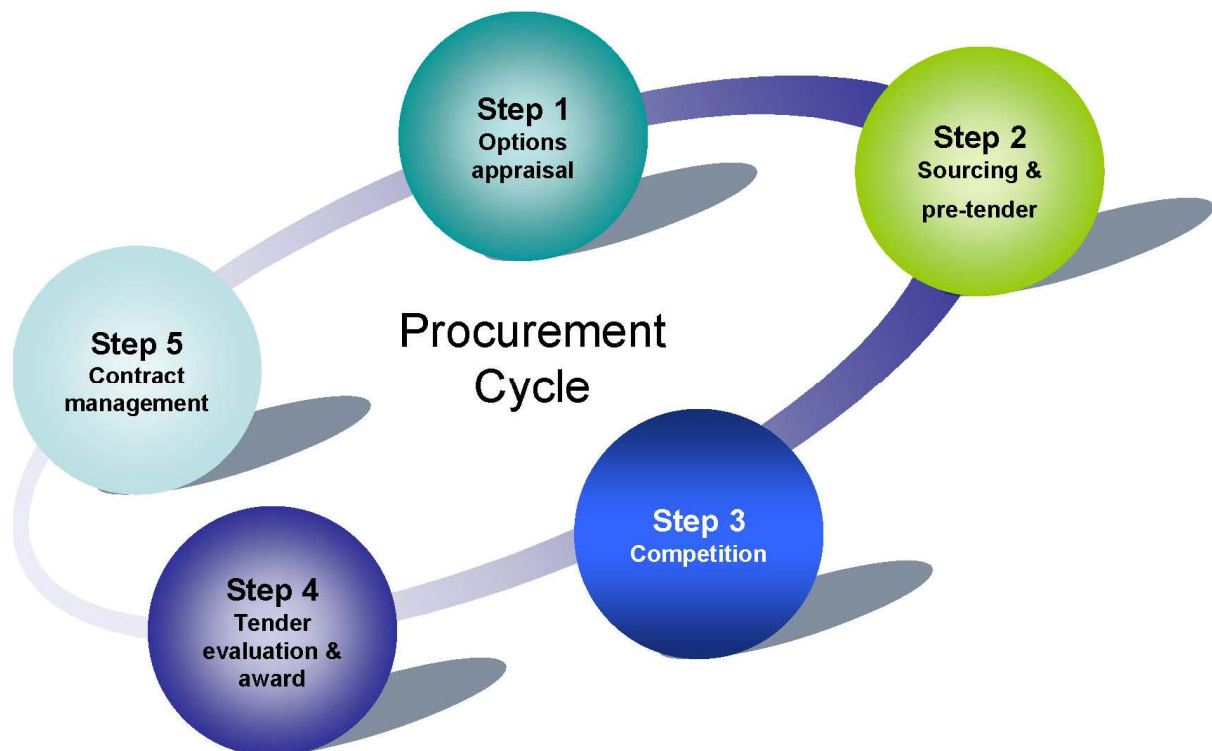 Step 1
Options
appraisal
Step 2
Sourcing &
pre-tender
Procurement
Cycle
Step 5
Contract
management
Step 3
Competition
Step 4
Tender
evaluation &
award